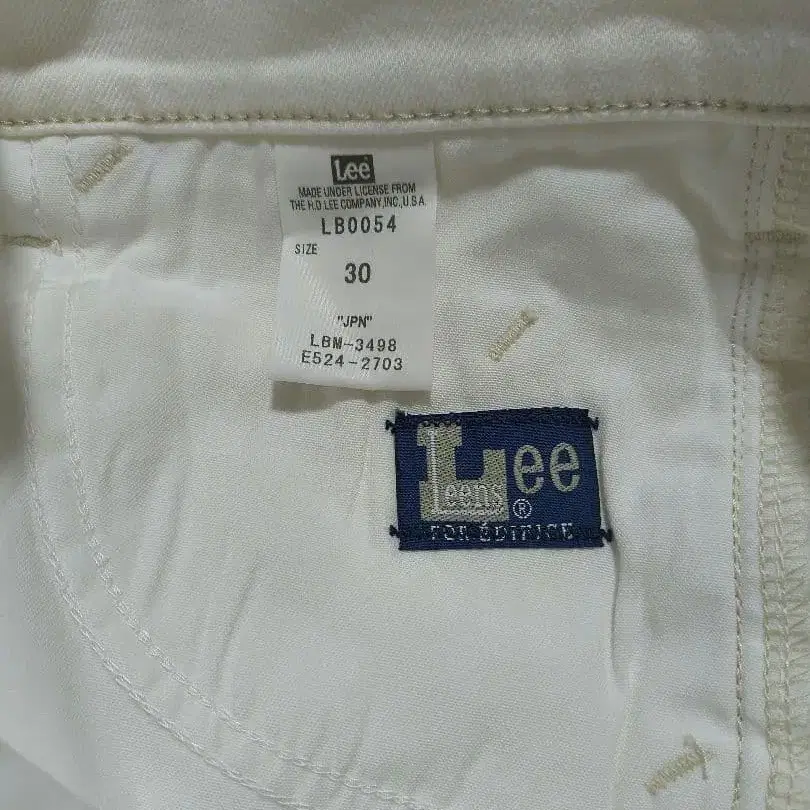 Lee
MADE UNDER LICENSE FROM
THE H.D.LEE COMPANY,INC.,U.S.A.
LB0054
SIZE
30
"JPN"
LBM-3498
E524-2703
Lee
Leens
®
FOR ÉDIFICE